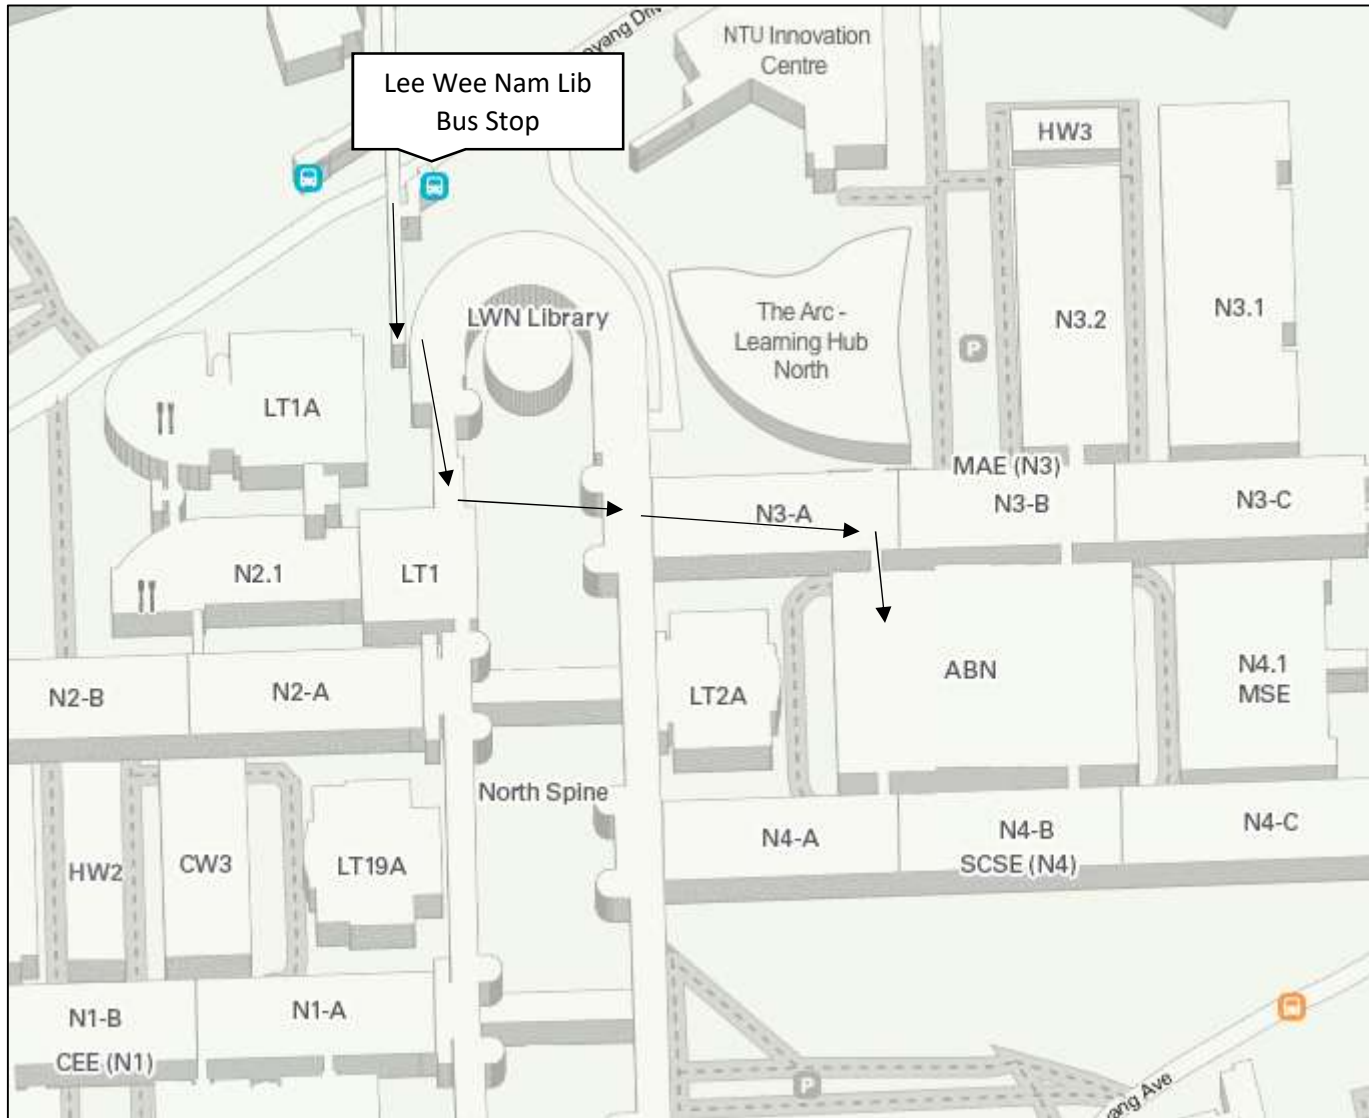 NTU Innovation
Centre
Lee Wee Nam Lib
Bus Stop
HW3
LWN Library
The Arc -
Learning Hub
North
N3.2
N3.1
P
LT1A
MAE (N3)
N3-A
N3-B
N3-C
N2.1
LT1
N2-B
N2-A
LT2A
ABN
N4.1
MSE
North Spine
HW2
CW3
LT19A
N4-A
N4-B
N4-C
SCSE (N4)
N1-B
N1-A
CEE (N1)
P
Ave